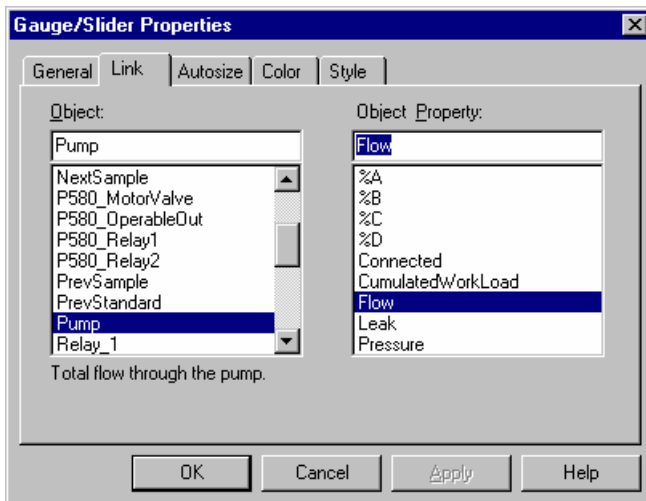 Gauge/Slider Properties
General Link Autosize Color Style
Object:
Pump
NextSample
P580_MotorValve
P580_OperableOut
P580_Relay1
P580_Relay2
PrevSample
PrevStandard
Pump
Relay_1
Total flow through the pump.
Object Property:
Flow
%A
%B
%C
%D
Connected
CumulatedWorkLoad
Flow
Leak
Pressure
OK Cancel Apply Help